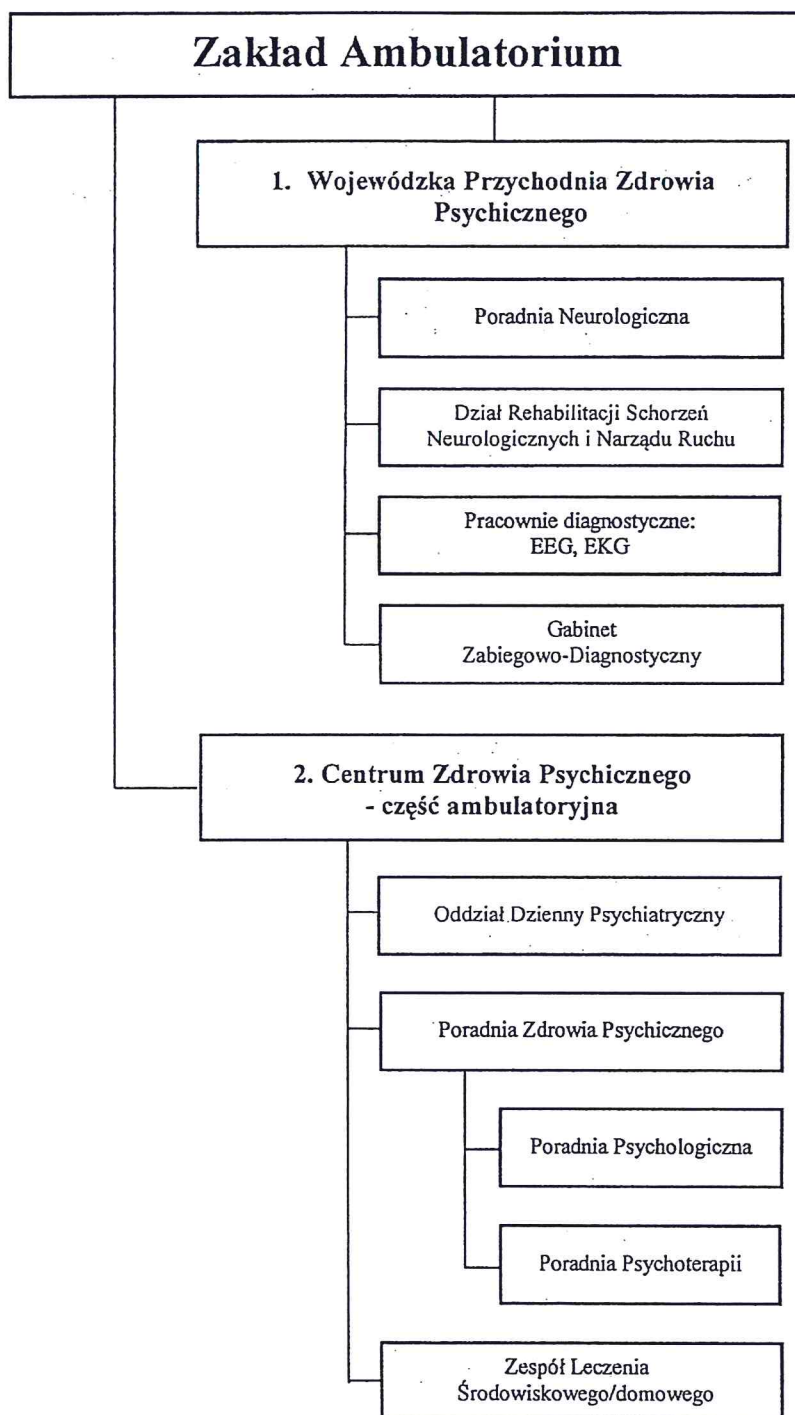 Zakład Ambulatorium
1. Wojewódzka Przychodnia Zdrowia
Psychicznego
Poradnia Neurologiczna
Dział Rehabilitacji Schorzeń
Neurologicznych i Narządu Ruchu
Pracownie diagnostyczne:
EEG, EKG
Gabinet
Zabiegowo-Diagnostyczny
2. Centrum Zdrowia Psychicznego
- część ambulatoryjna
Oddział Dzienny Psychiatryczny
Poradnia Zdrowia Psychicznego
Poradnia Psychologiczna
Poradnia Psychoterapii
Zespół Leczenia
Środowiskowego/domowego